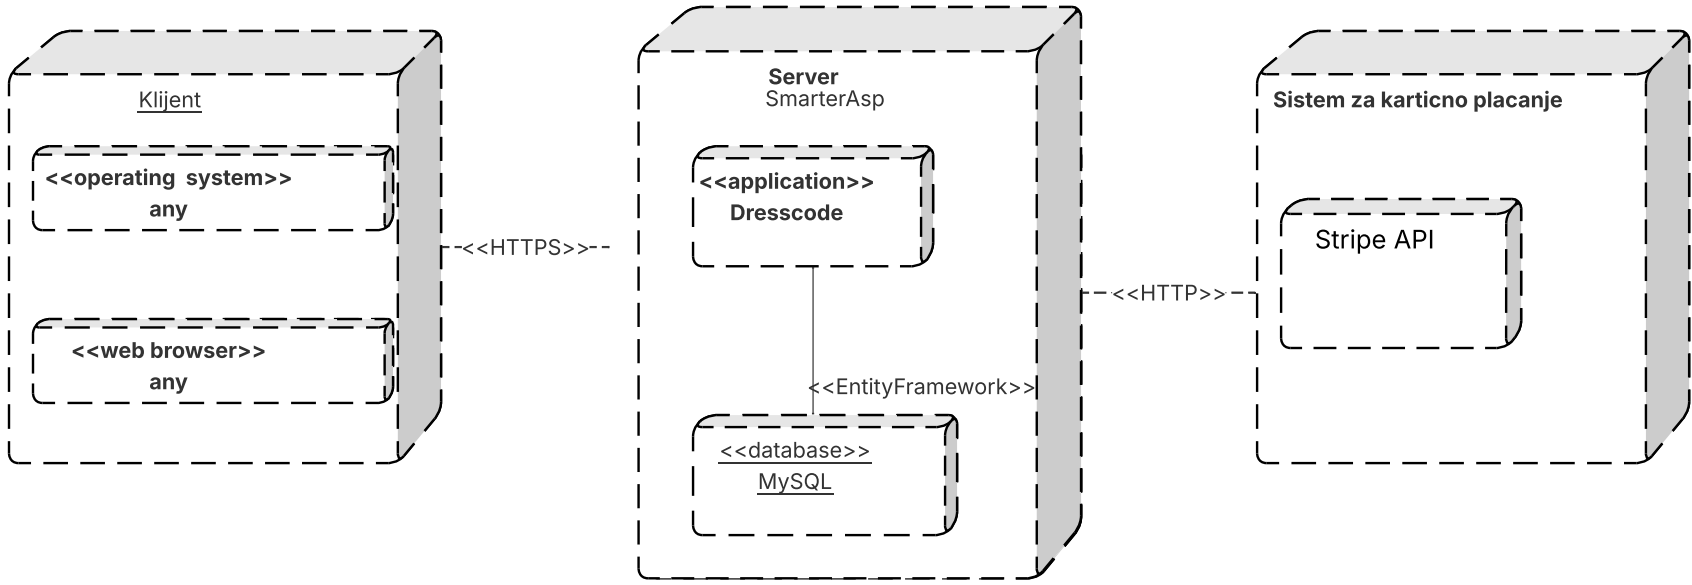 Klijent
<<operating  system>>
any
<<web browser>>
any
<<HTTPS>>
Server
SmarterAsp
<<application>>
Dresscode
<<EntityFramework>>
<<database>>
MySQL
<<HTTP>>
Sistem za karticno placanje
Stripe API